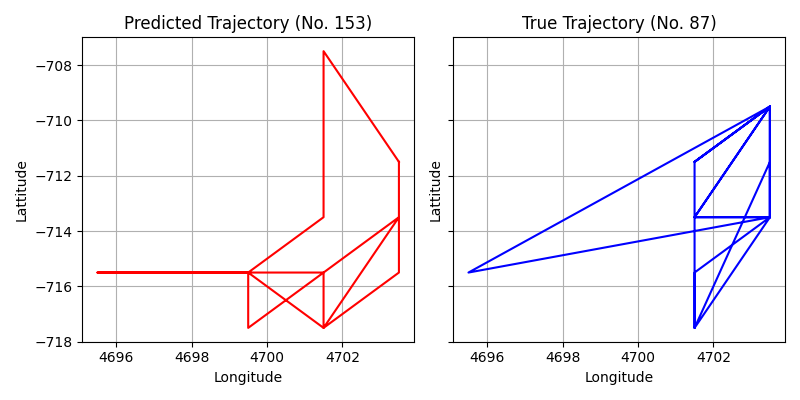 Predicted Trajectory (No. 153)
True Trajectory (No. 87)
Lattitude
−708
−710
−712
−714
−716
−718
4696
4698
4700
4702
Longitude
Lattitude
4696
4698
4700
4702
Longitude